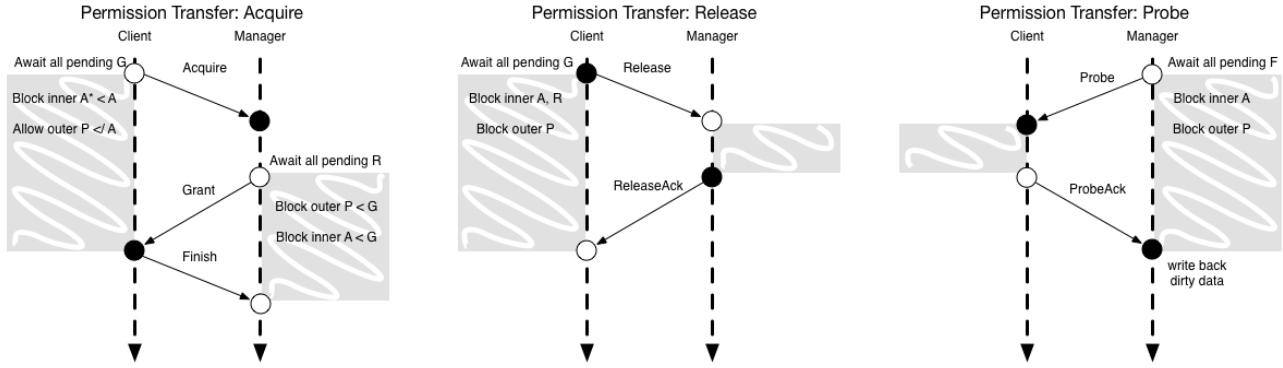 Permission Transfer: Acquire
Client Manager
Await all pending G
Acquire
Block inner A* < A
Allow outer P </ A
Await all pending R
Grant
Block outer P < G
Block inner A < G
Finish
Permission Transfer: Release
Client Manager
Await all pending G
Release
Block inner A, R
Block outer P
ReleaseAck
Permission Transfer: Probe
Client Manager
Await all pending F
Probe
Block inner A
Block outer P
ProbeAck
write back
dirty data